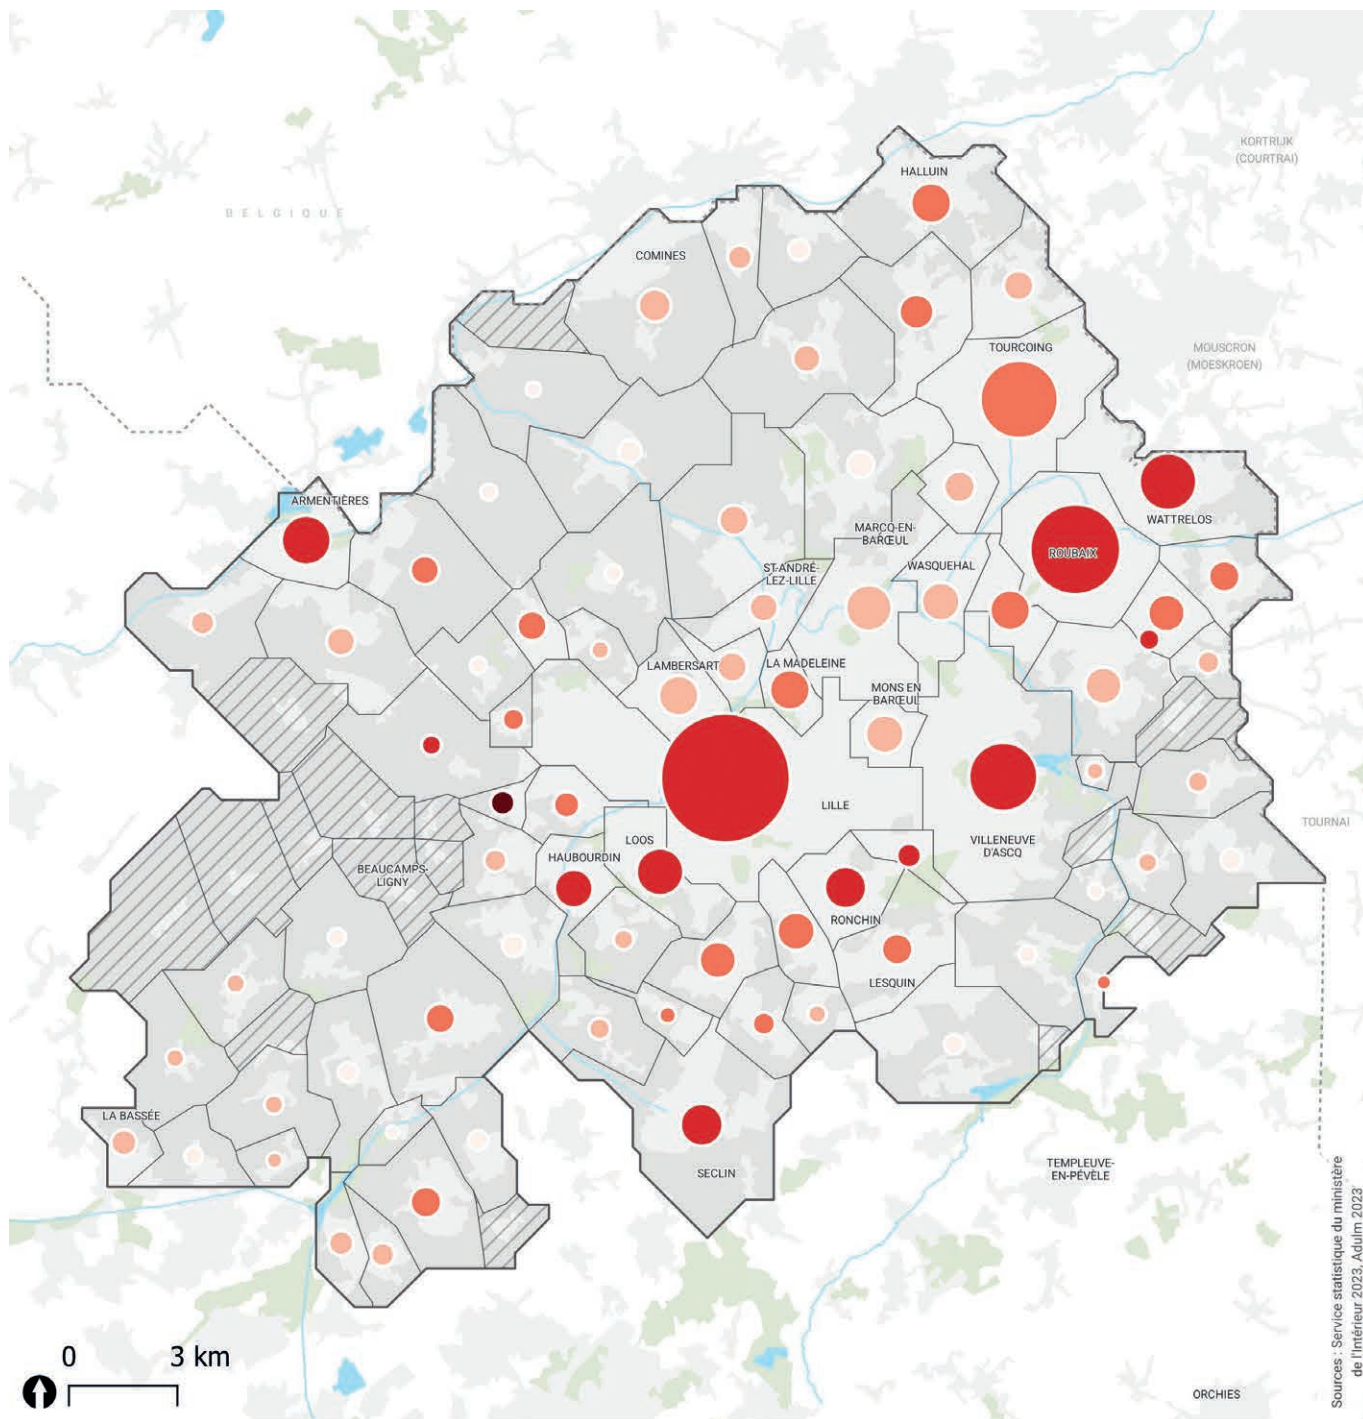 KORTRIJK
(COURTRAI)
HALLUIN
BELGIQUE
COMINES
TOURCOING
MOUSCRON
(MOESKROEN)
ARMENTIÈRES
WATTRELOS
MARCQ-EN-
BARŒUL
ROUBAIX
ST-ANDRÉ-
LEZ-LILLE
WASQUEHAL
LAMBERSART
LA MADELEINE
MONS EN
BARŒUL
LILLE
TOURNAI
LOOS
VILLENEUVE
D'ASCQ
HAUBOURDIN
BEAUCAMPS-
LIGNY
RONCHIN
LESQUIN
LA BASSÉE
SECLIN
TEMPLEUVE-
EN-PÉVÈLE
ORCHIES
0 3 km
Sources : Service statistique du ministère
de l'Intérieur 2023, Adulm 2023